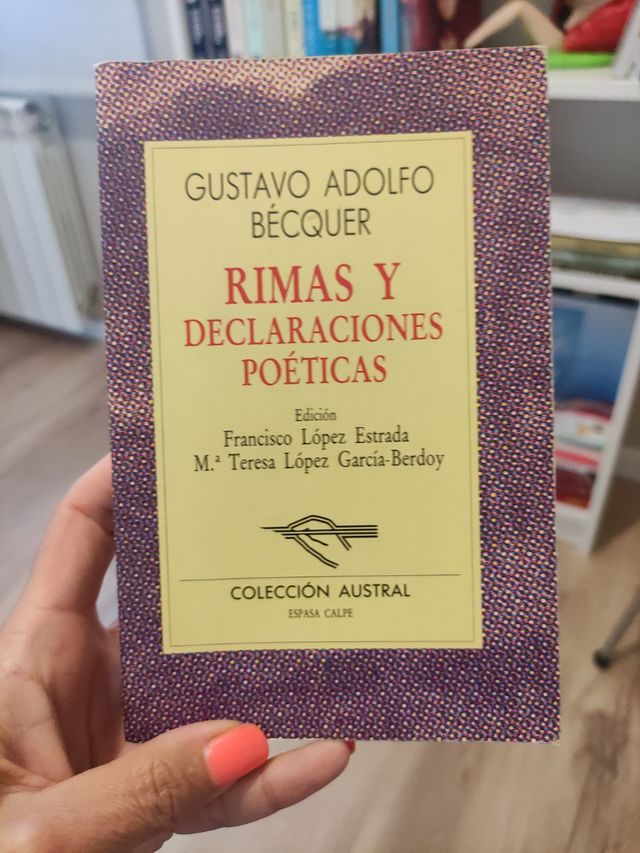 GUSTAVO ADOLFO
BÉCQUER
RIMAS Y
DECLARACIONES
POÉTICAS
Edición
Francisco López Estrada
M.ª Teresa López García-Berdoy
COLECCIÓN AUSTRAL
ESPASA CALPE